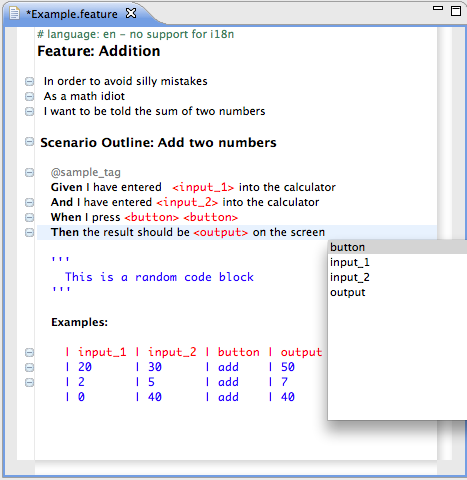 *Example.feature
# language: en - no support for i18n
Feature: Addition
In order to avoid silly mistakes
As a math idiot
I want to be told the sum of two numbers
Scenario Outline: Add two numbers
@sample_tag
Given I have entered <input_1> into the calculator
And I have entered <input_2> into the calculator
When I press <button> <button>
Then the result should be <output> on the screen
'''
This is a random code block
'''
button
input_1
input_2
output
Examples:
| input_1 | input_2 | button | output
| 20 | 30 | add | 50
| 2 | 5 | add | 7
| 0 | 40 | add | 40